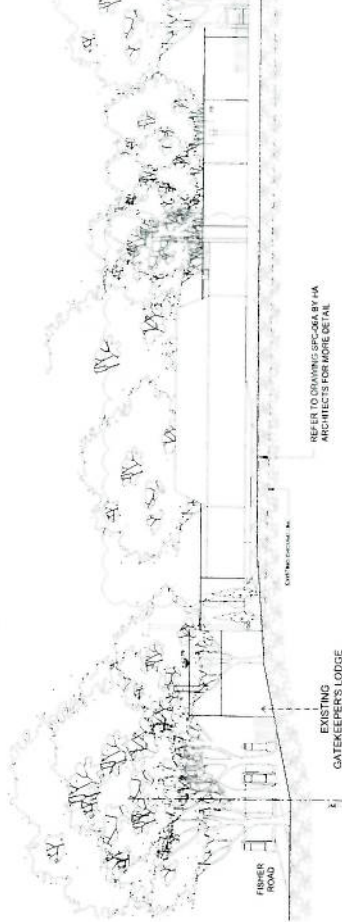 FISHER
ROAD
EXISTING
GATEKEEPER'S LODGE
REFER TO DRAWING SPC-06A BY HA
ARCHITECTS FOR MORE DETAIL